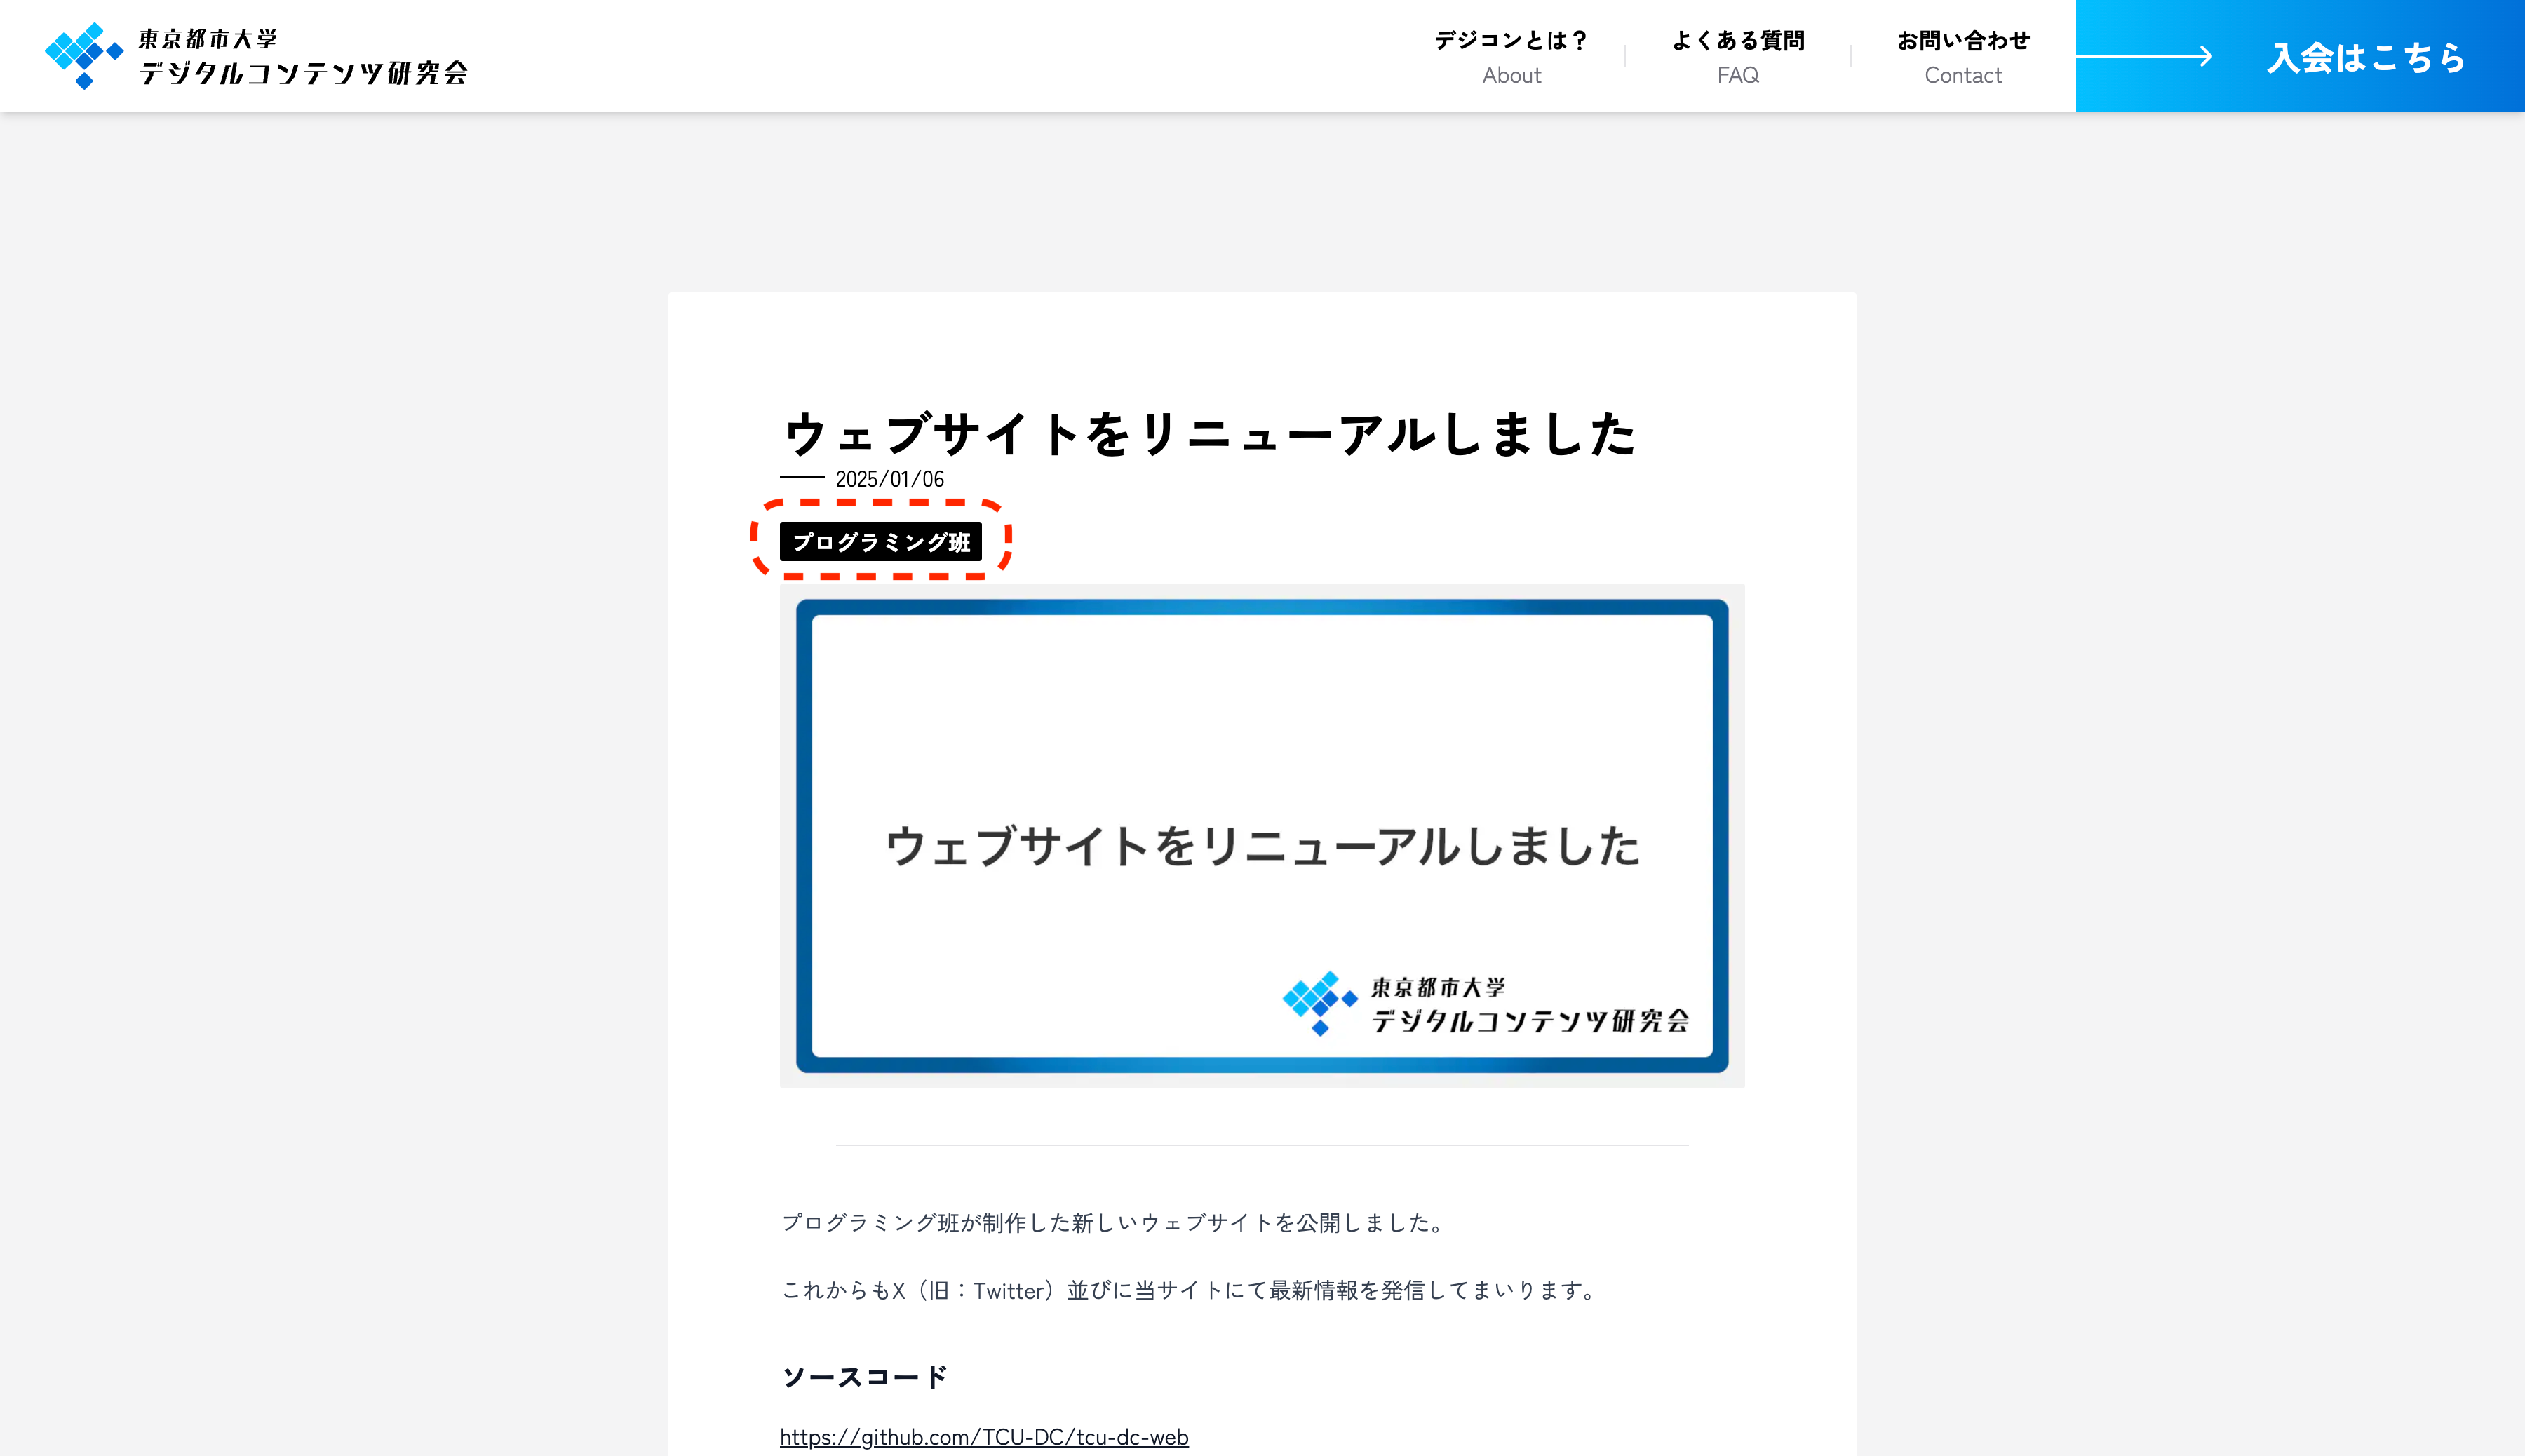 東京都市大学
デジタルコンテンツ研究会
デジコンとは？
About
よくある質問
FAQ
お問い合わせ
Contact
入会はこちら
ウェブサイトをリニューアルしました
2025/01/06
プログラミング班
ウェブサイトをリニューアルしました
東京都市大学
デジタルコンテンツ研究会
プログラミング班が制作した新しいウェブサイトを公開しました。
これからもX（旧：Twitter）並びに当サイトにて最新情報を発信してまいります。
ソースコード
https://github.com/TCU-DC/tcu-dc-web